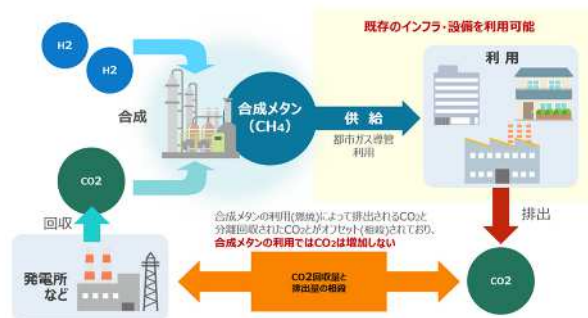 既存のインフラ・設備を利用可能
H2
H2
合成
合成メタン
(CH4)
供給
都市ガス導管
利用
利用
CO2
回収
排出
合成メタンの利用(燃焼)によって排出されるCO2と
分離回収されたCO2とがオフセット(相殺)されており、
合成メタンの利用ではCO2は増加しない
発電所
など
CO2回収量と
排出量の相殺
CO2